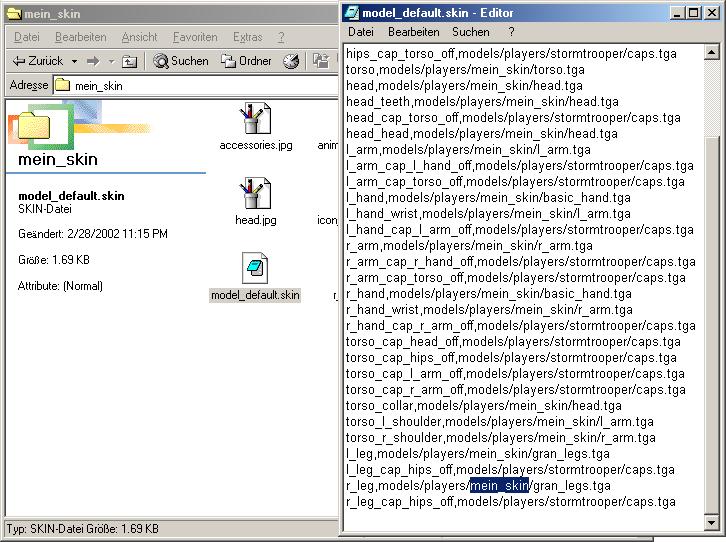 mein_skin
Datei Bearbeiten Ansicht Favoriten Extras ?
Zurück Suchen Ordner
Adresse mein_skin
mein_skin
model_default.skin
SKIN-Datei
Geändert: 2/28/2002 11:15 PM
Größe: 1.69 KB
Attribute: (Normal)
accessories.jpg
anim
head.jpg
icon_
model_default.skin
r_
Typ: SKIN-Datei Größe: 1.69 KB
model_default.skin - Editor
Datei Bearbeiten Suchen ?
hips_cap_torso_off,models/players/stormtrooper/caps.tga
torso,models/players/mein_skin/torso.tga
head,models/players/mein_skin/head.tga
head_teeth,models/players/mein_skin/head.tga
head_cap_torso_off,models/players/stormtrooper/caps.tga
head_head,models/players/mein_skin/head.tga
l_arm,models/players/mein_skin/l_arm.tga
l_arm_cap_l_hand_off,models/players/stormtrooper/caps.tga
l_arm_cap_torso_off,models/players/stormtrooper/caps.tga
l_hand,models/players/mein_skin/basic_hand.tga
l_hand_wrist,models/players/mein_skin/l_arm.tga
l_hand_cap_l_arm_off,models/players/stormtrooper/caps.tga
r_arm,models/players/mein_skin/r_arm.tga
r_arm_cap_r_hand_off,models/players/stormtrooper/caps.tga
r_arm_cap_torso_off,models/players/stormtrooper/caps.tga
r_hand,models/players/mein_skin/basic_hand.tga
r_hand_wrist,models/players/mein_skin/r_arm.tga
r_hand_cap_r_arm_off,models/players/stormtrooper/caps.tga
torso_cap_head_off,models/players/stormtrooper/caps.tga
torso_cap_hips_off,models/players/stormtrooper/caps.tga
torso_cap_l_arm_off,models/players/stormtrooper/caps.tga
torso_cap_r_arm_off,models/players/stormtrooper/caps.tga
torso_collar,models/players/mein_skin/head.tga
torso_l_shoulder,models/players/mein_skin/l_arm.tga
torso_r_shoulder,models/players/mein_skin/r_arm.tga
l_leg,models/players/mein_skin/gran_legs.tga
l_leg_cap_hips_off,models/players/stormtrooper/caps.tga
r_leg,models/players/mein_skin/gran_legs.tga
r_leg_cap_hips_off,models/players/stormtrooper/caps.tga